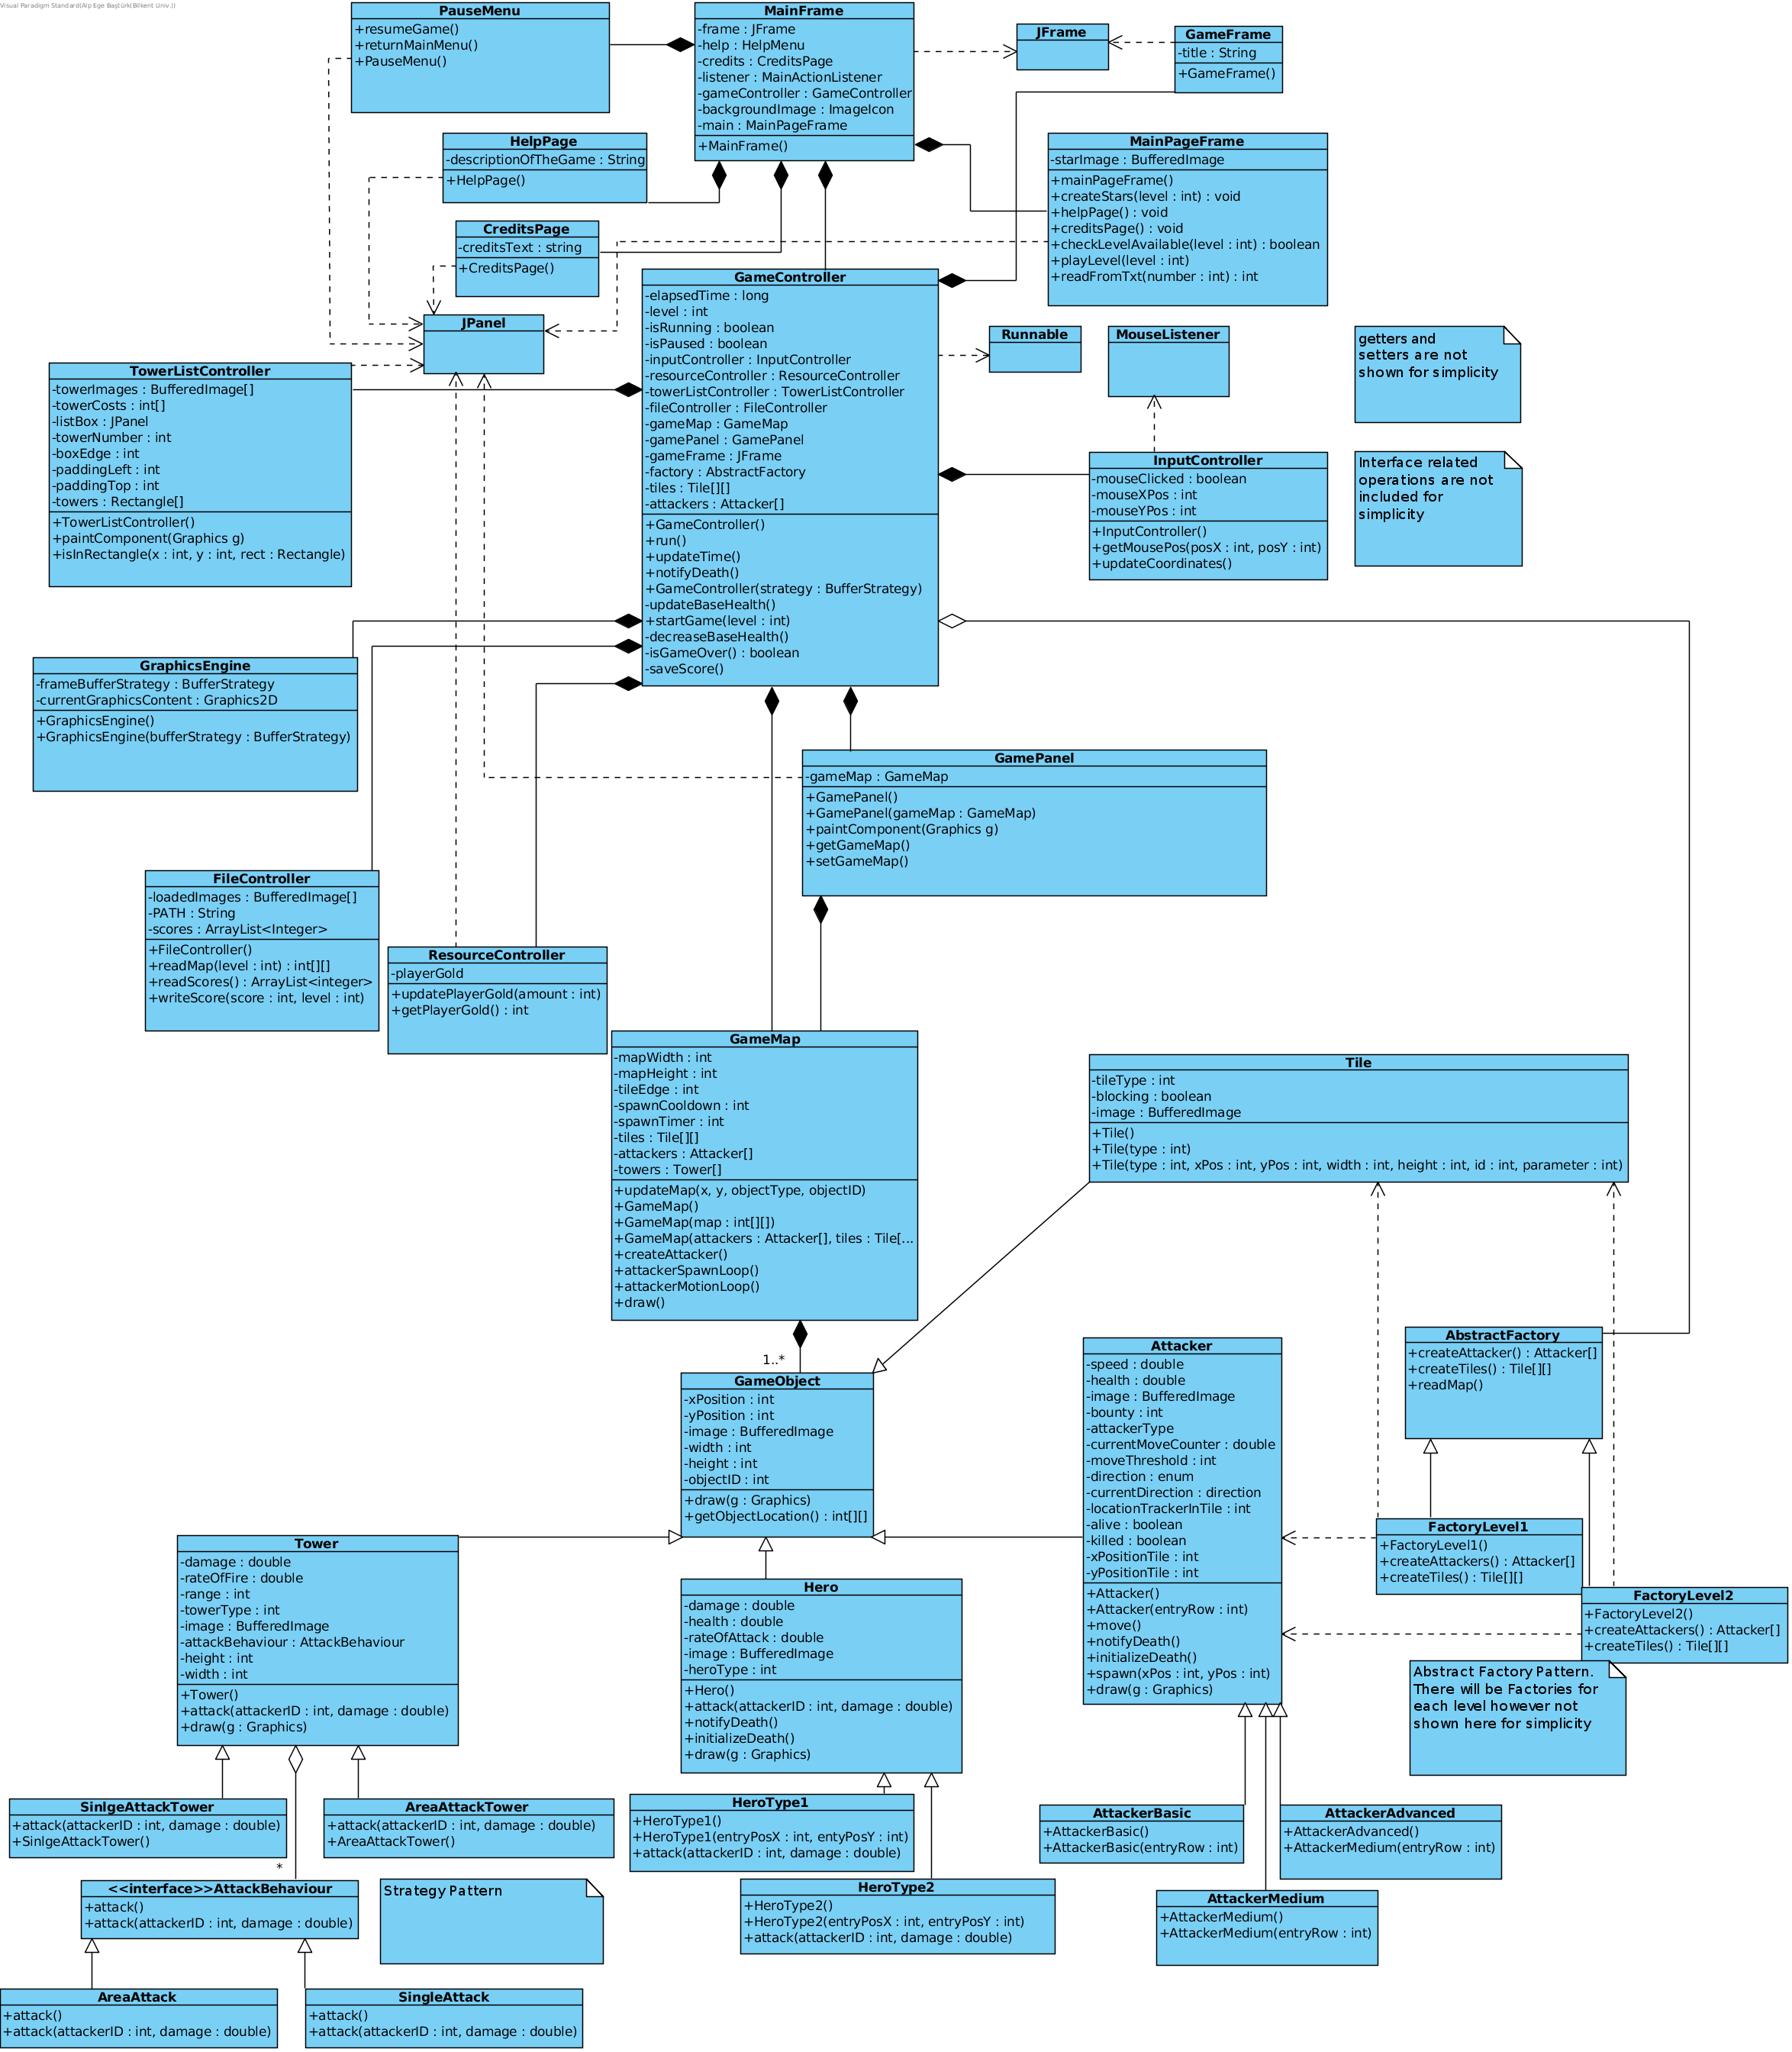 Visual Paradigm Standard(Alp Ege Baştürk(Bilkent Univ.))
PauseMenu
+resumeGame()
+returnMainMenu()
+PauseMenu()
MainFrame
-frame : JFrame
-help : HelpMenu
-credits : CreditsPage
-listener : MainActionListener
-gameController : GameController
-backgroundImage : ImageIcon
-main : MainPageFrame
+MainFrame()
JFrame
GameFrame
-title : String
+GameFrame()
HelpPage
-descriptionOfTheGame : String
+HelpPage()
MainPageFrame
-starImage : BufferedImage
+mainPageFrame()
+createStars(level : int) : void
+helpPage() : void
+creditsPage() : void
+checkLevelAvailable(level : int) : boolean
+playLevel(level : int)
+readFromTxt(number : int) : int
CreditsPage
-creditsText : string
+CreditsPage()
JPanel
GameController
-elapsedTime : long
-level : int
-isRunning : boolean
-isPaused : boolean
-inputController : InputController
-resourceController : ResourceController
-towerListController : TowerListController
-fileController : FileController
-gameMap : GameMap
-gamePanel : GamePanel
-gameFrame : JFrame
-factory : AbstractFactory
-tiles : Tile[][]
-attackers : Attacker[]
+GameController()
+run()
+updateTime()
+notifyDeath()
+GameController(strategy : BufferStrategy)
-updateBaseHealth()
+startGame(level : int)
-decreaseBaseHealth()
-isGameOver() : boolean
-saveScore()
Runnable
MouseListener
getters and
setters are not
shown for simplicity
TowerListController
-towerImages : BufferedImage[]
-towerCosts : int[]
-listBox : JPanel
-towerNumber : int
-boxEdge : int
-paddingLeft : int
-paddingTop : int
-towers : Rectangle[]
+TowerListController()
+paintComponent(Graphics g)
+isInRectangle(x : int, y : int, rect : Rectangle)
InputController
-mouseClicked : boolean
-mouseXPos : int
-mouseYPos : int
+InputController()
+getMousePos(posX : int, posY : int)
+updateCoordinates()
Interface related
operations are not
included for
simplicity
GraphicsEngine
-frameBufferStrategy : BufferStrategy
-currentGraphicsContent : Graphics2D
+GraphicsEngine()
+GraphicsEngine(bufferStrategy : BufferStrategy)
GamePanel
-gameMap : GameMap
+GamePanel()
+GamePanel(gameMap : GameMap)
+paintComponent(Graphics g)
+getGameMap()
+setGameMap()
FileController
-loadedImages : BufferedImage[]
-PATH : String
-scores : ArrayList<Integer>
+FileController()
+readMap(level : int) : int[][]
+readScores() : ArrayList<integer>
+writeScore(score : int, level : int)
ResourceController
-playerGold
+updatePlayerGold(amount : int)
+getPlayerGold() : int
GameMap
-mapWidth : int
-mapHeight : int
-tileEdge : int
-spawnCooldown : int
-spawnTimer : int
-tiles : Tile[][]
-attackers : Attacker[]
-towers : Tower[]
+updateMap(x, y, objectType, objectID)
+GameMap()
+GameMap(map : int[][])
+GameMap(attackers : Attacker[], tiles : Tile[...
+createAttacker()
+attackerSpawnLoop()
+attackerMotionLoop()
+draw()
Tile
-tileType : int
-blocking : boolean
-image : BufferedImage
+Tile()
+Tile(type : int)
+Tile(type : int, xPos : int, yPos : int, width : int, height : int, id : int, parameter : int)
1..*
GameObject
-xPosition : int
-yPosition : int
-image : BufferedImage
-width : int
-height : int
-objectID : int
+draw(g : Graphics)
+getObjectLocation() : int[][]
Attacker
-speed : double
-health : double
-image : BufferedImage
-bounty : int
-attackerType
-currentMoveCounter : double
-moveThreshold : int
-direction : enum
-currentDirection : direction
-locationTrackerInTile : int
-alive : boolean
-killed : boolean
-xPositionTile : int
-yPositionTile : int
+Attacker()
+Attacker(entryRow : int)
+move()
+notifyDeath()
+initializeDeath()
+spawn(xPos : int, yPos : int)
+draw(g : Graphics)
AbstractFactory
+createAttacker() : Attacker[]
+createTiles() : Tile[][]
+readMap()
FactoryLevel1
+FactoryLevel1()
+createAttackers() : Attacker[]
+createTiles() : Tile[][]
FactoryLevel2
+FactoryLevel2()
+createAttackers() : Attacker[]
+createTiles() : Tile[][]
Abstract Factory Pattern.
There will be Factories for
each level however not
shown here for simplicity
Tower
-damage : double
-rateOfFire : double
-range : int
-towerType : int
-image : BufferedImage
-attackBehaviour : AttackBehaviour
-height : int
-width : int
+Tower()
+attack(attackerID : int, damage : double)
+draw(g : Graphics)
Hero
-damage : double
-health : double
-rateOfAttack : double
-image : BufferedImage
-heroType : int
+Hero()
+attack(attackerID : int, damage : double)
+notifyDeath()
+initializeDeath()
+draw(g : Graphics)
SinlgeAttackTower
+attack(attackerID : int, damage : double)
+SinlgeAttackTower()
AreaAttackTower
+attack(attackerID : int, damage : double)
+AreaAttackTower()
HeroType1
+HeroType1()
+HeroType1(entryPosX : int, entyPosY : int)
+attack(attackerID : int, damage : double)
AttackerBasic
+AttackerBasic()
+AttackerBasic(entryRow : int)
AttackerAdvanced
+AttackerAdvanced()
+AttackerMedium(entryRow : int)
*
<<interface>>AttackBehaviour
+attack()
+attack(attackerID : int, damage : double)
Strategy Pattern
HeroType2
+HeroType2()
+HeroType2(entryPosX : int, entryPosY : int)
+attack(attackerID : int, damage : double)
AttackerMedium
+AttackerMedium()
+AttackerMedium(entryRow : int)
AreaAttack
+attack()
+attack(attackerID : int, damage : double)
SingleAttack
+attack()
+attack(attackerID : int, damage : double)